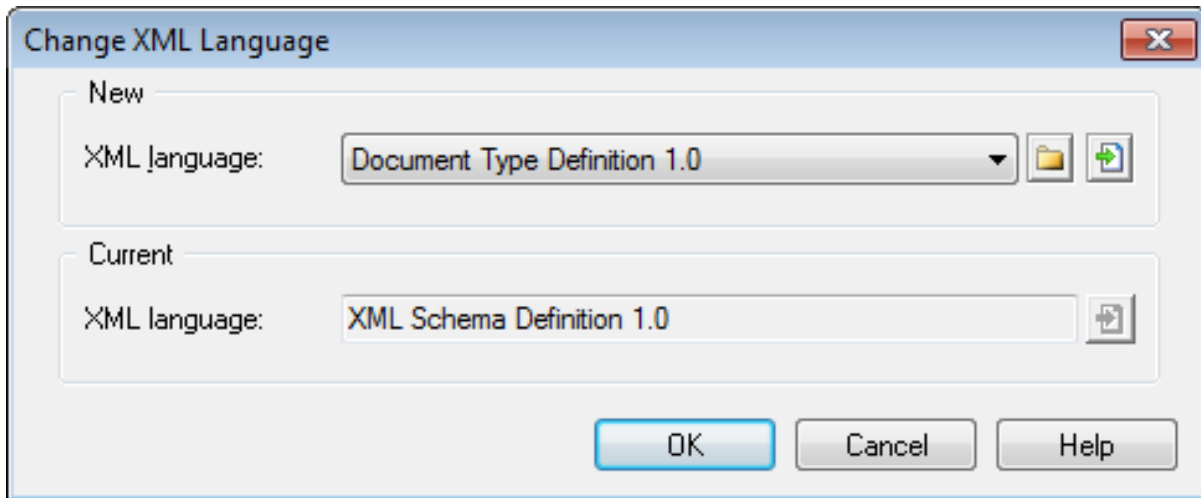 Change XML Language
New
XML language: Document Type Definition 1.0
Current
XML language: XML Schema Definition 1.0
OK Cancel Help